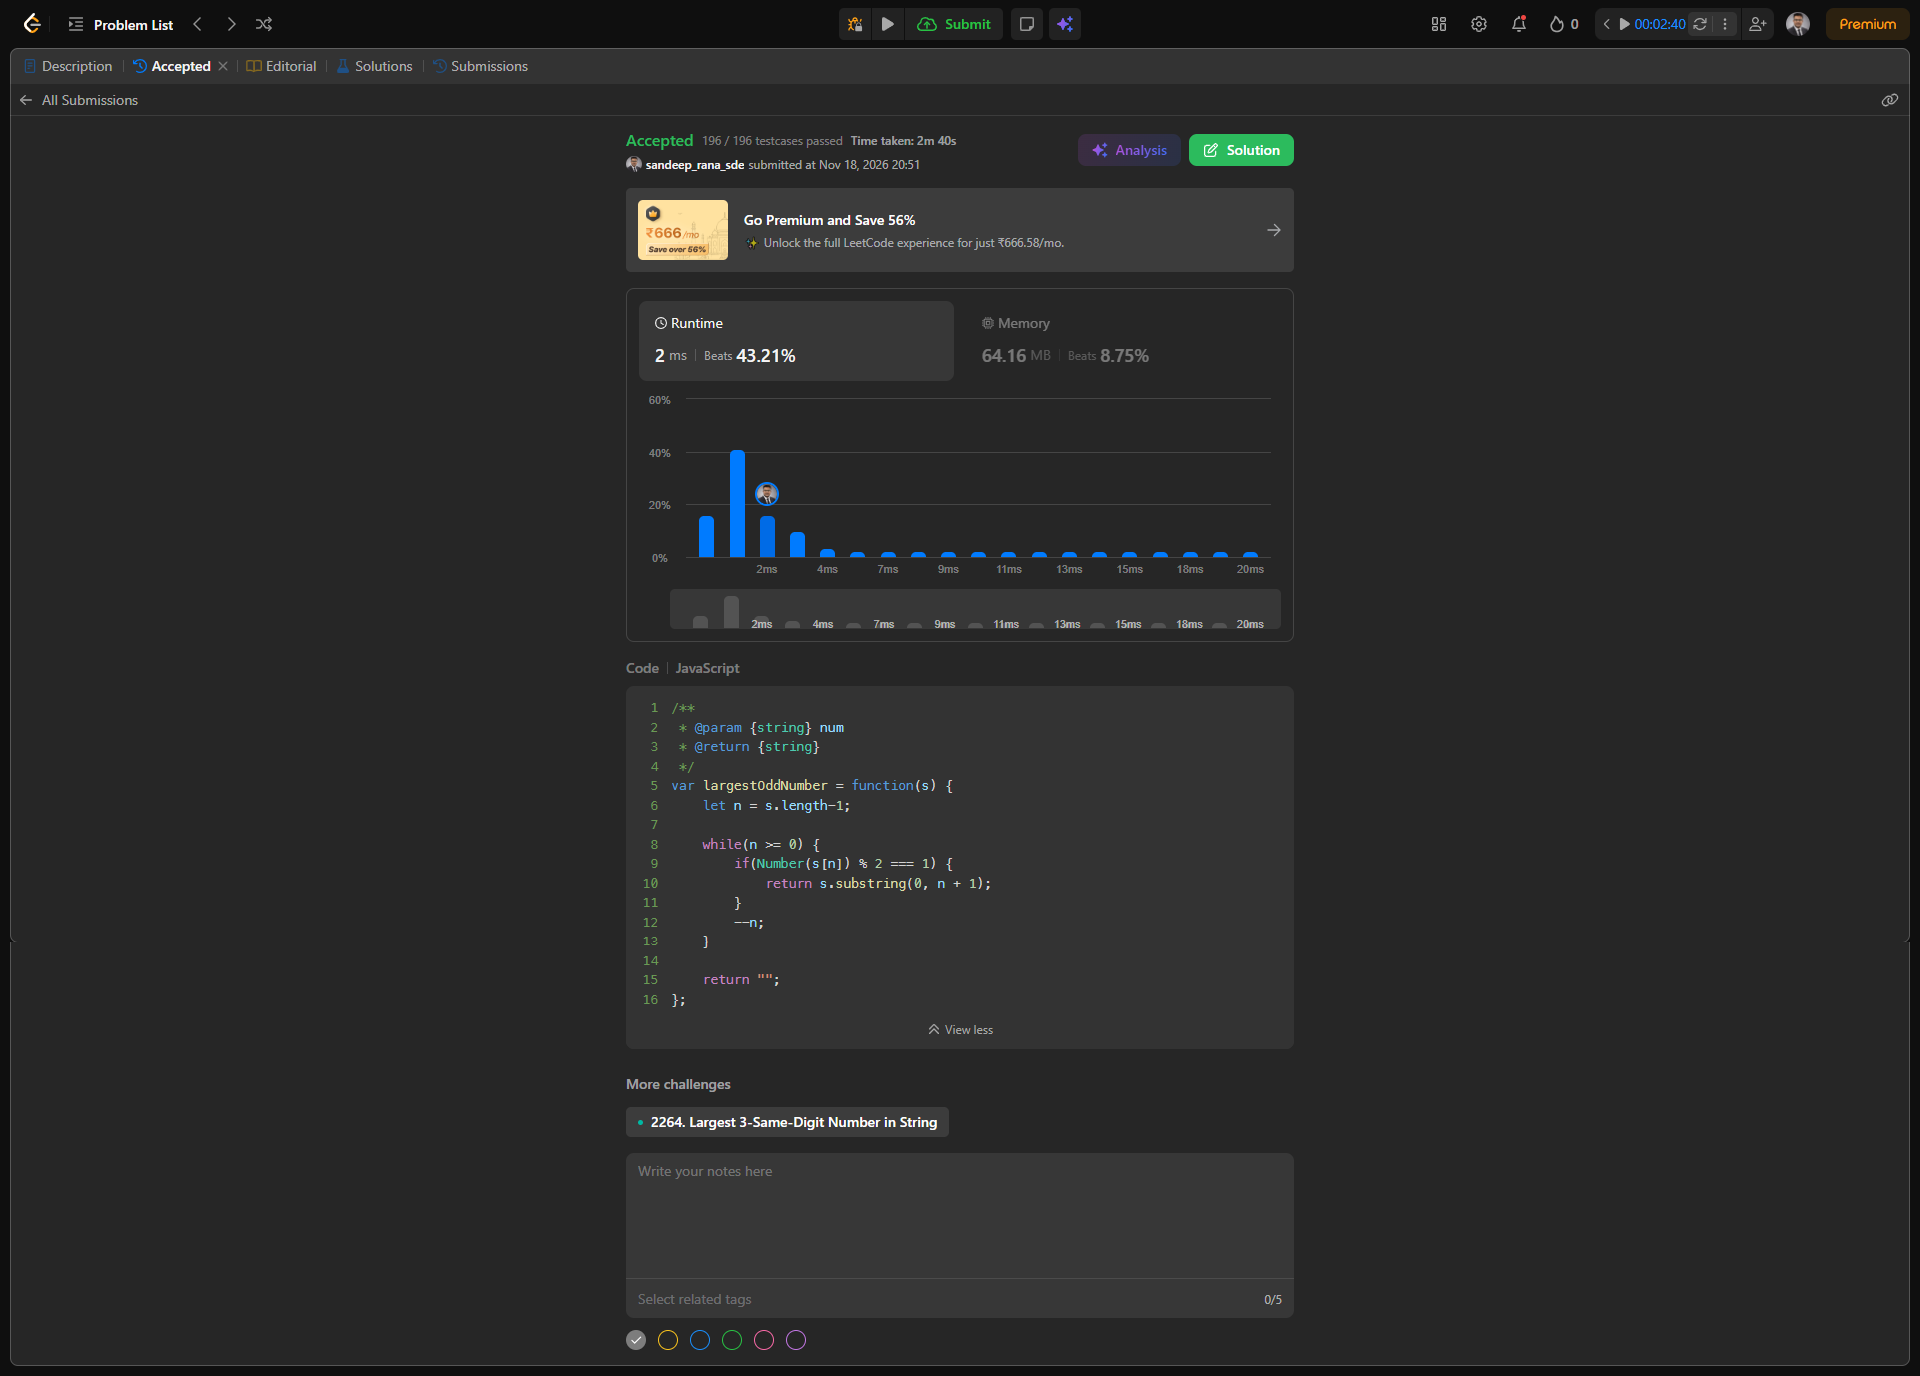 Problem List
Submit
0
00:02:40
Premium
Description
Accepted
Editorial
Solutions
Submissions
All Submissions
Accepted 196 / 196 testcases passed Time taken: 2m 40s
sandeep_rana_sde submitted at Nov 18, 2026 20:51
Analysis
Solution
₹666 /mo
Save over 56%
Go Premium and Save 56%
✨ Unlock the full LeetCode experience for just ₹666.58/mo.
Runtime
2 ms | Beats 43.21%
Memory
64.16 MB | Beats 8.75%
60%
40%
20%
0%
2ms 4ms 7ms 9ms 11ms 13ms 15ms 18ms 20ms
2ms 4ms 7ms 9ms 11ms 13ms 15ms 18ms 20ms
Code | JavaScript
1 /**
2  * @param {string} num
3  * @return {string}
4  */
5 var largestOddNumber = function(s) {
6     let n = s.length-1;
7
8     while(n >= 0) {
9         if(Number(s[n]) % 2 === 1) {
10             return s.substring(0, n + 1);
11         }
12         --n;
13     }
14
15     return "";
16 };
View less
More challenges
2264. Largest 3-Same-Digit Number in String
Write your notes here
Select related tags
0/5